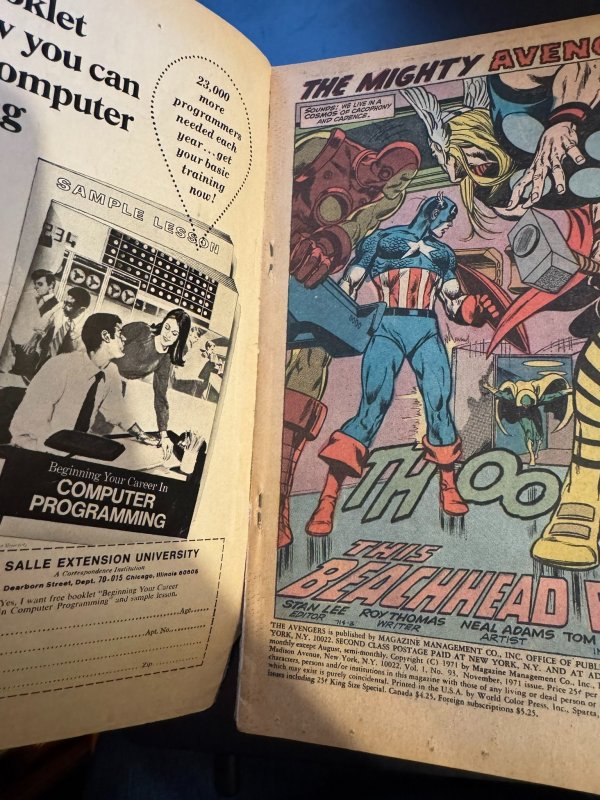 oklet
you can
omputer
g
23,000
more
programmers
needed each
year...get
your basic
training
now!
SAMPLE LESSON
Beginning Your Career In
COMPUTER
PROGRAMMING
SALLE EXTENSION UNIVERSITY
A Correspondence Institution
Dearborn Street, Dept. 70-015 Chicago, Illinois 60605
Yes, I want free booklet "Beginning Your Career
in Computer Programming" and sample lesson.
Age
Apt. No.
Zip
THE MIGHTY AVENG
SOUNDS: WE LIVE IN A
COSMOS OF CACOPHONY
AND CADENCE.
THOO
THIS
BEACHHEAD
STAN LEE ROY THOMAS NEAL ADAMS TOM
EDITOR WRITER ARTIST
THE AVENGERS is published by MAGAZINE MANAGEMENT CO., INC. OFFICE OF PUBL
YORK, N.Y. 10022. SECOND CLASS POSTAGE PAID AT NEW YORK, N.Y. AND AT AD
monthly except August, semi-monthly. Copyright (C) 1971 by Magazine Management Co., Inc.
Madison Avenue, New York, N.Y. 10022. Vol. 1, No. 93, November, 1971 issue. Price 25¢ per
characters, persons and/or institutions in this magazine with those of any living or dead person or
which may exist is purely coincidental. Printed in the U.S.A. by World Color Press, Inc., Sparta,
issues including 25¢ King Size Special. Canada $4.25. Foreign subscriptions $5.25.